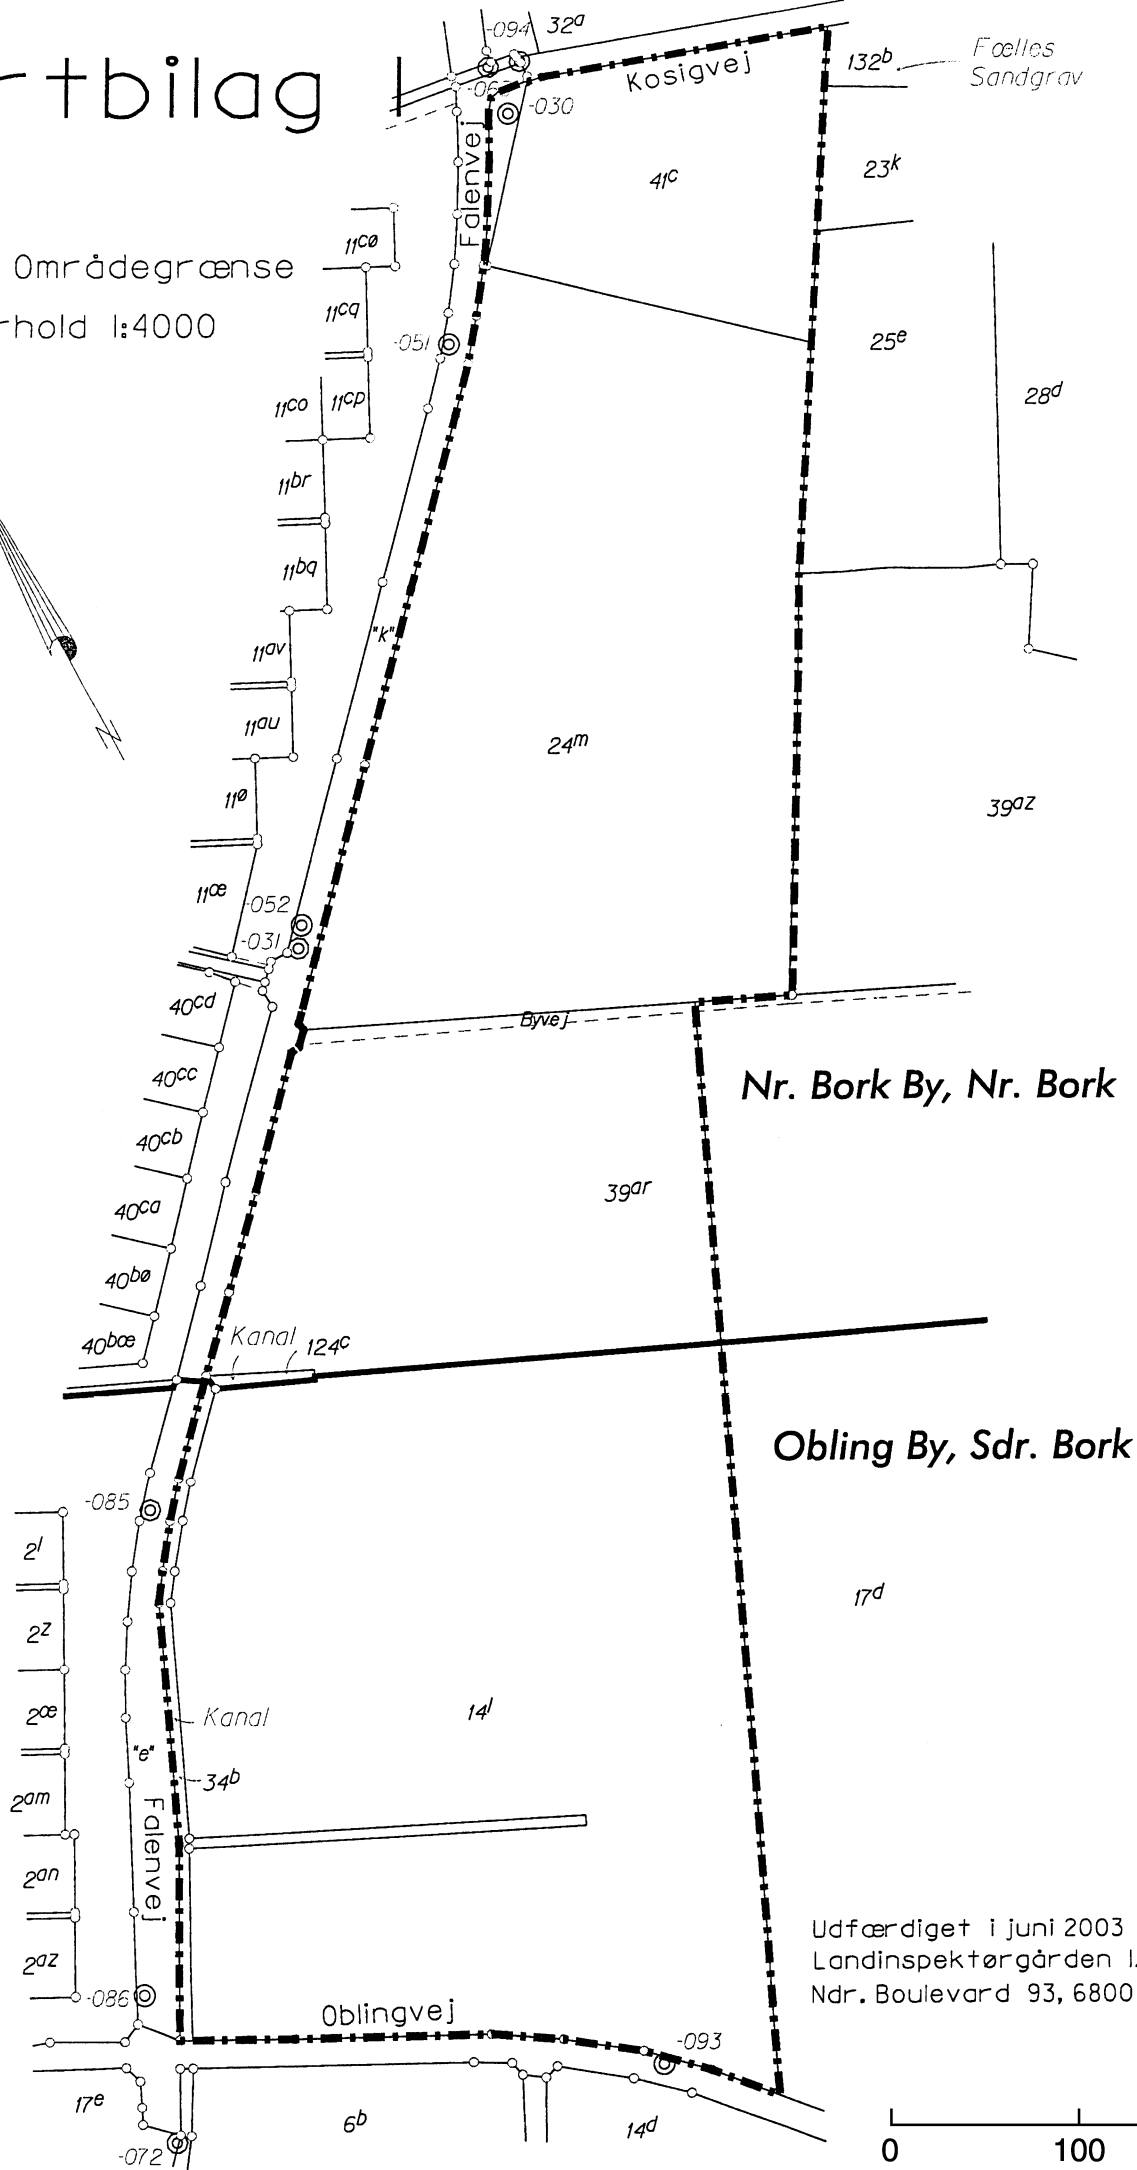 rtbilag 1
Områdegrænse
rhold 1:4000
-094
32a
Kosigvej
132b
Fælles
Sandgrav
-030
Falenvej
41c
23k
11cø
11cq
-051
25e
28d
11co
11cp
11br
11bq
"k"
11av
11au
24m
39az
11ø
11æ
-052
-031
40cd
Byvej
Nr. Bork By, Nr. Bork
40cc
40cb
39ar
40ca
40bø
40bæ
Kanal
124c
Obling By, Sdr. Bork
-085
2l
17d
2z
2æ
Kanal
14l
"e"
34b
2am
Falenvej
2an
2az
-086
Udfærdiget i juni 2003
Landinspektørgården
Ndr. Boulevard 93, 6800
Oblingvej
-093
17e
6b
14d
-072
0
100